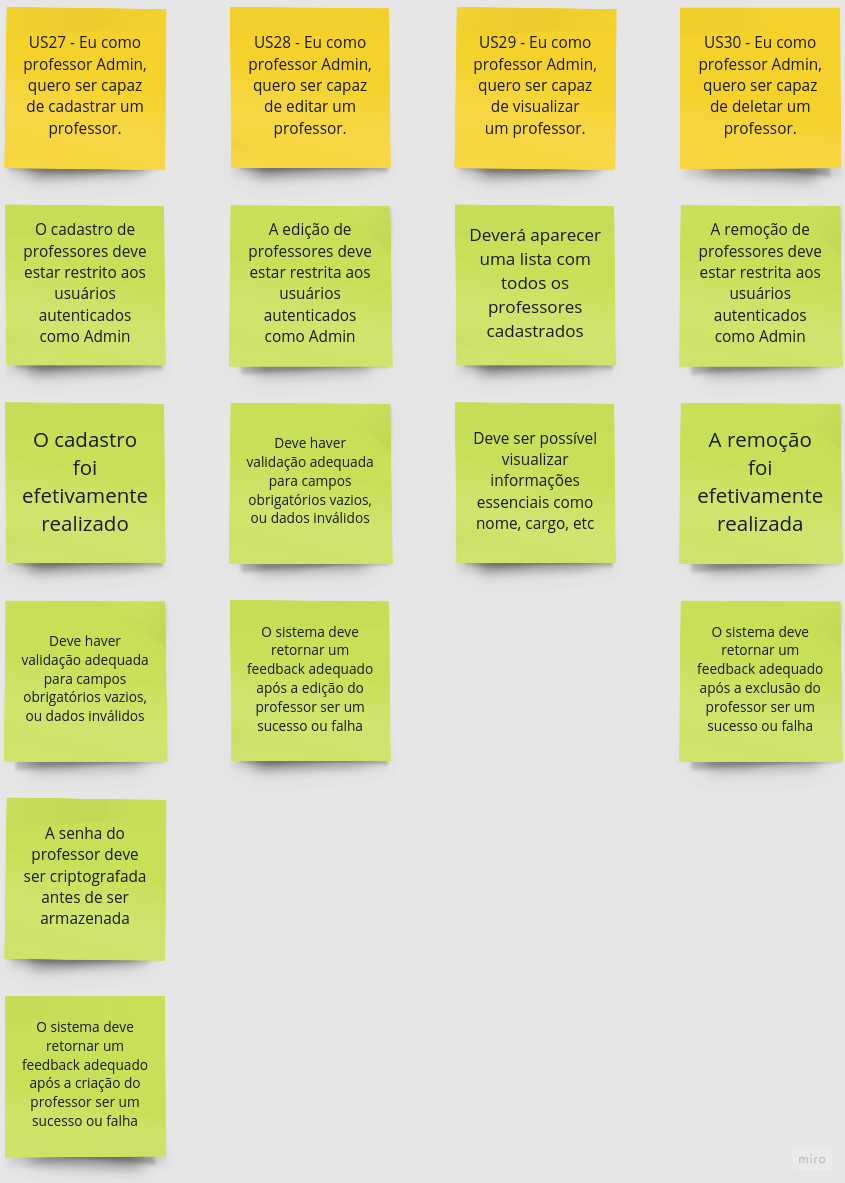 US27 - Eu como
professor Admin,
quero ser capaz
de cadastrar um
professor.
US28 - Eu como
professor Admin,
quero ser capaz
de editar um
professor.
US29 - Eu como
professor Admin,
quero ser capaz
de visualizar
um professor.
US30 - Eu como
professor Admin,
quero ser capaz
de deletar um
professor.
O cadastro de
professores deve
estar restrito aos
usuários
autenticados
como Admin
A edição de
professores deve
estar restrita aos
usuários
autenticados
como Admin
Deverá aparecer
uma lista com
todos os
professores
cadastrados
A remoção de
professores deve
estar restrita aos
usuários
autenticados
como Admin
O cadastro
foi
efetivamente
realizado
Deve haver
validação adequada
para campos
obrigatórios vazios,
ou dados inválidos
Deve ser possível
visualizar
informações
essenciais como
nome, cargo, etc
A remoção
foi
efetivamente
realizada
Deve haver
validação adequada
para campos
obrigatórios vazios,
ou dados inválidos
O sistema deve
retornar um
feedback adequado
após a edição do
professor ser um
sucesso ou falha
O sistema deve
retornar um
feedback adequado
após a exclusão do
professor ser um
sucesso ou falha
A senha do
professor deve
ser criptografada
antes de ser
armazenada
O sistema deve
retornar um
feedback adequado
após a criação do
professor ser um
sucesso ou falha
miro